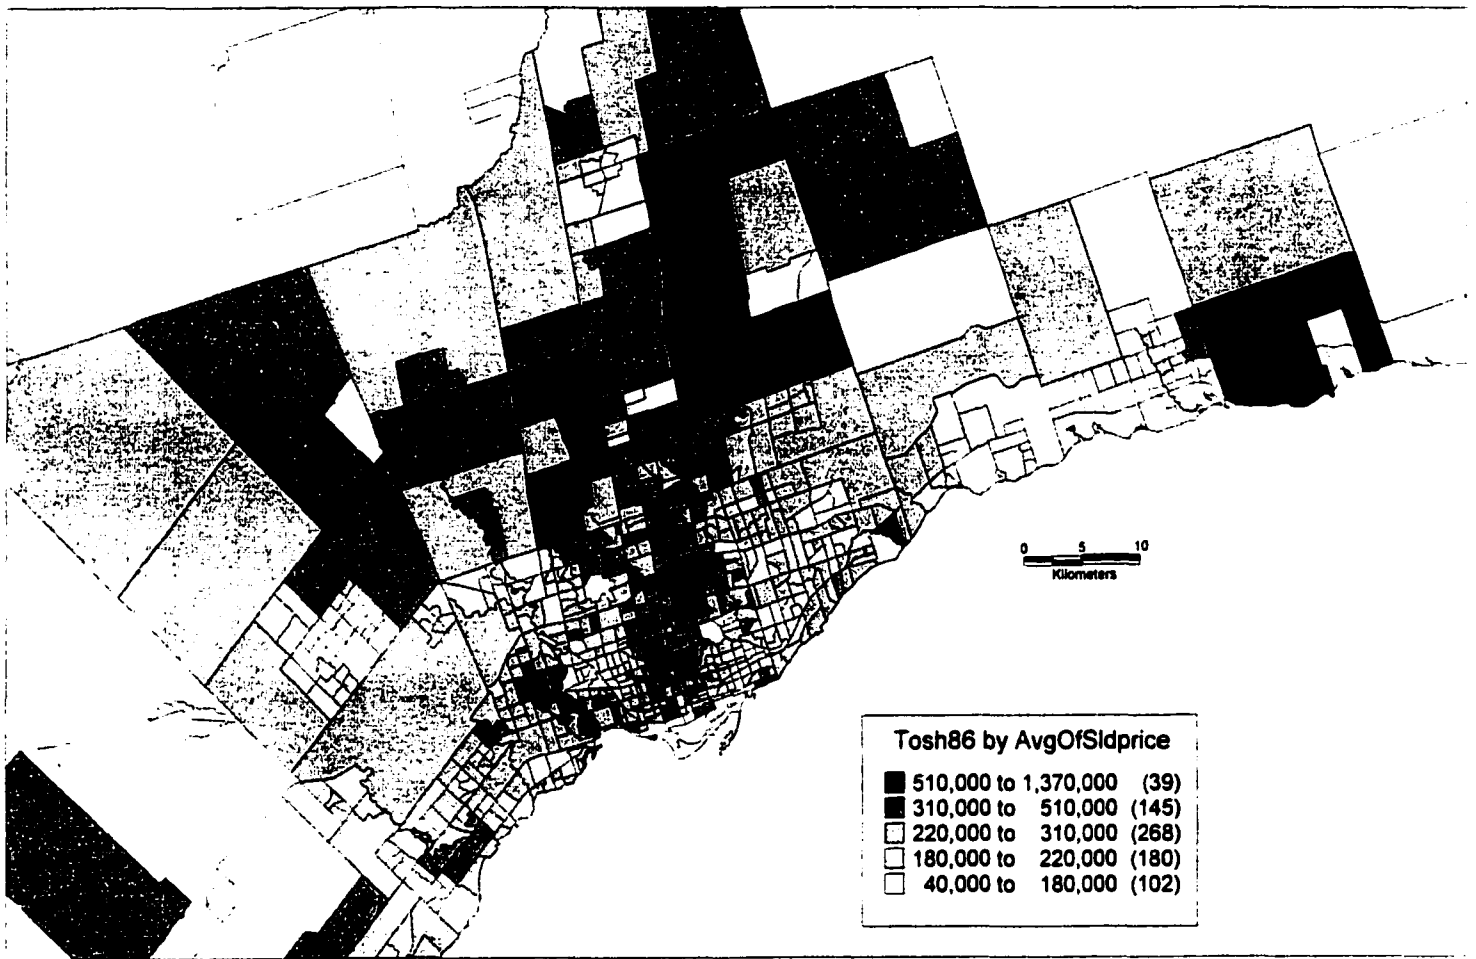 0 5 10
Kilometers
Tosh86 by AvgOfSldprice
510,000 to 1,370,000 (39)
310,000 to 510,000 (145)
220,000 to 310,000 (268)
180,000 to 220,000 (180)
40,000 to 180,000 (102)